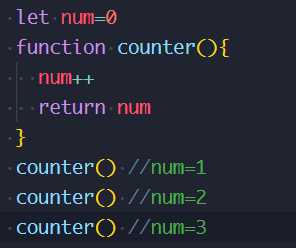 let num=0
function counter(){
  num++
  return num
}
counter() //num=1
counter() //num=2
counter() //num=3